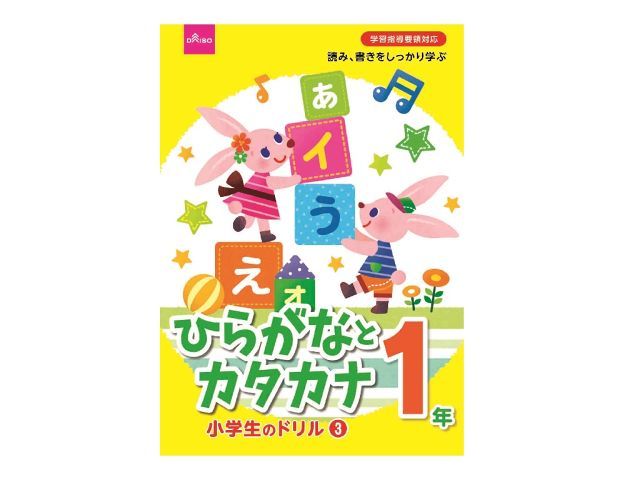 DAISO
学習指導要領対応
読み、書きをしっかり学ぶ
あ
イ
う
え
オ
ひらがなと
カタカナ
1年
小学生のドリル 3